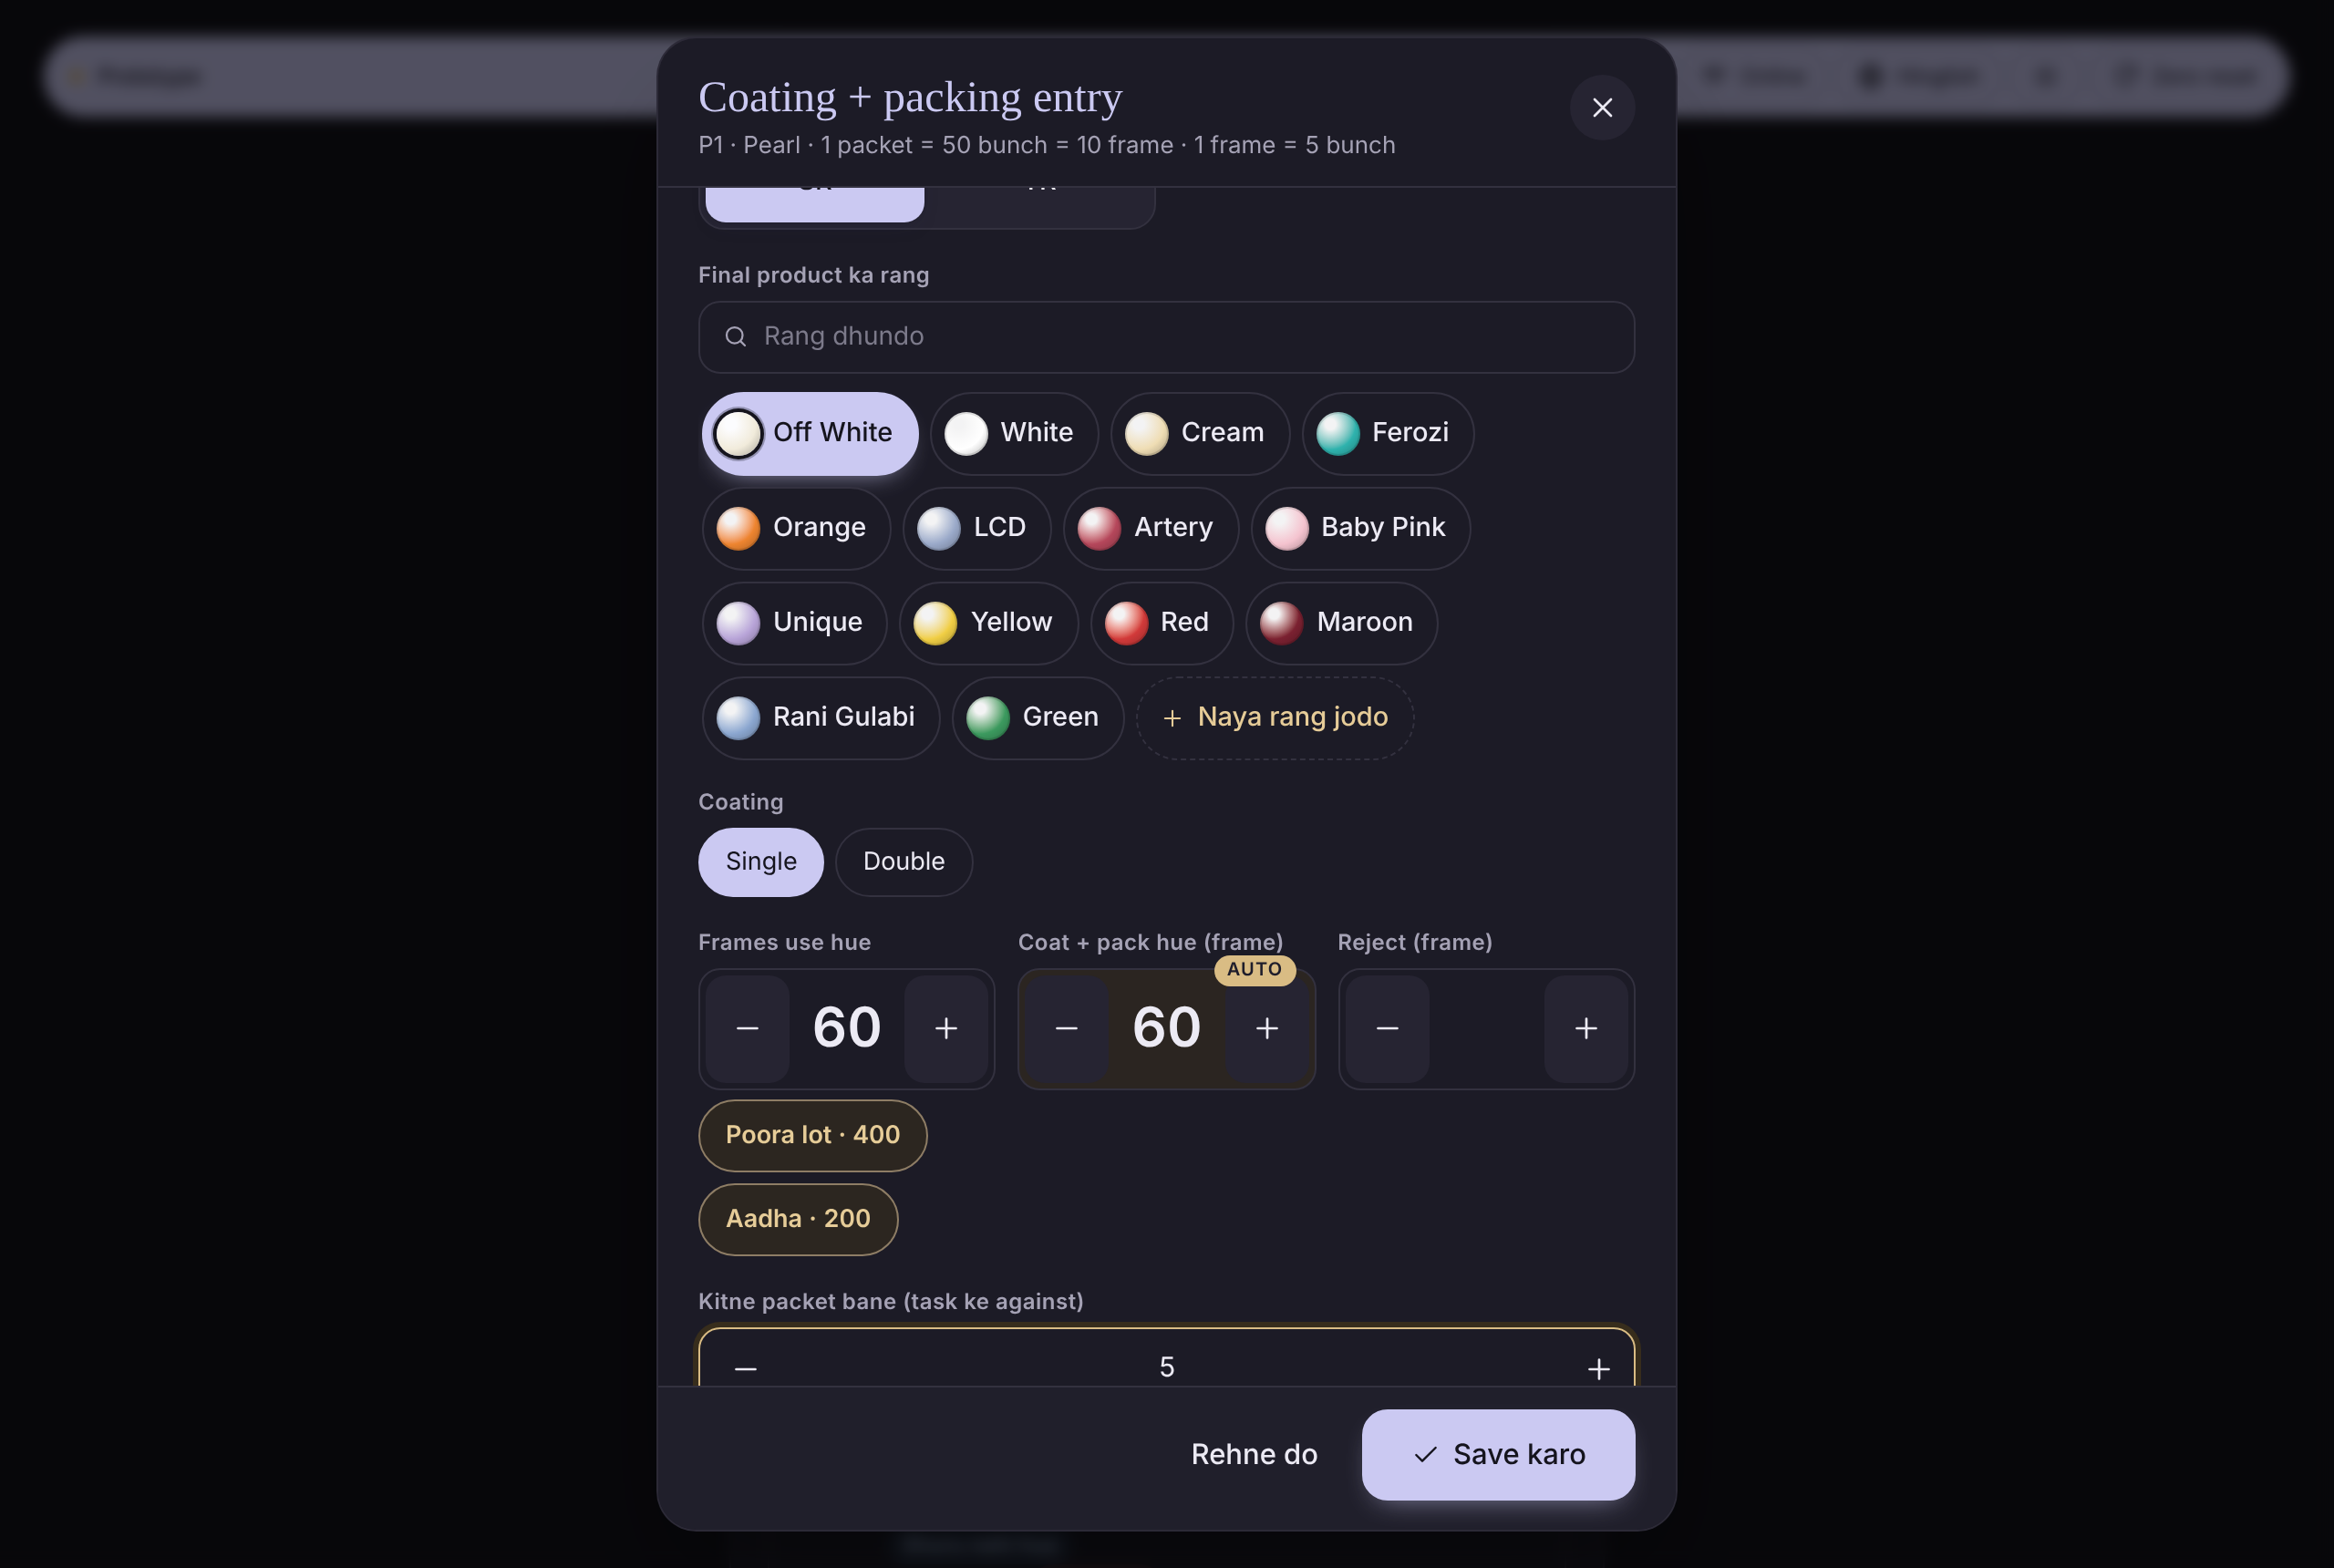 Coating + packing entry
P1 · Pearl · 1 packet = 50 bunch = 10 frame · 1 frame = 5 bunch
Final product ka rang
Rang dhundo
Off White White Cream Ferozi
Orange LCD Artery Baby Pink
Unique Yellow Red Maroon
Rani Gulabi Green + Naya rang jodo
Coating
Single Double
Frames use hue Coat + pack hue (frame) Reject (frame)
AUTO
− 60 + − 60 + − +
Poora lot · 400
Aadha · 200
Kitne packet bane (task ke against)
− 5 +
Rehne do Save karo